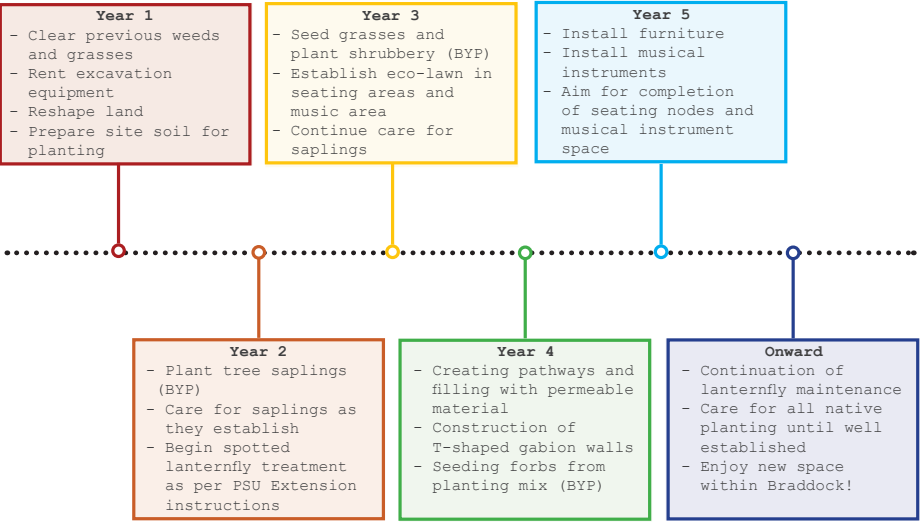 Year 1
- Clear previous weeds
and grasses
- Rent excavation
equipment
- Reshape land
- Prepare site soil for
planting
Year 2
- Plant tree saplings
(BYP)
- Care for saplings as
they establish
- Begin spotted
lanternfly treatment
as per PSU Extension
instructions
Year 3
- Seed grasses and
plant shrubbery (BYP)
- Establish eco-lawn in
seating areas and
music area
- Continue care for
saplings
Year 4
- Creating pathways and
filling with permeable
material
- Construction of
T-shaped gabion walls
- Seeding forbs from
planting mix (BYP)
Year 5
- Install furniture
- Install musical
instruments
- Aim for completion
of seating nodes and
musical instrument
space
Onward
- Continuation of
lanternfly maintenance
- Care for all native
planting until well
established
- Enjoy new space
within Braddock!